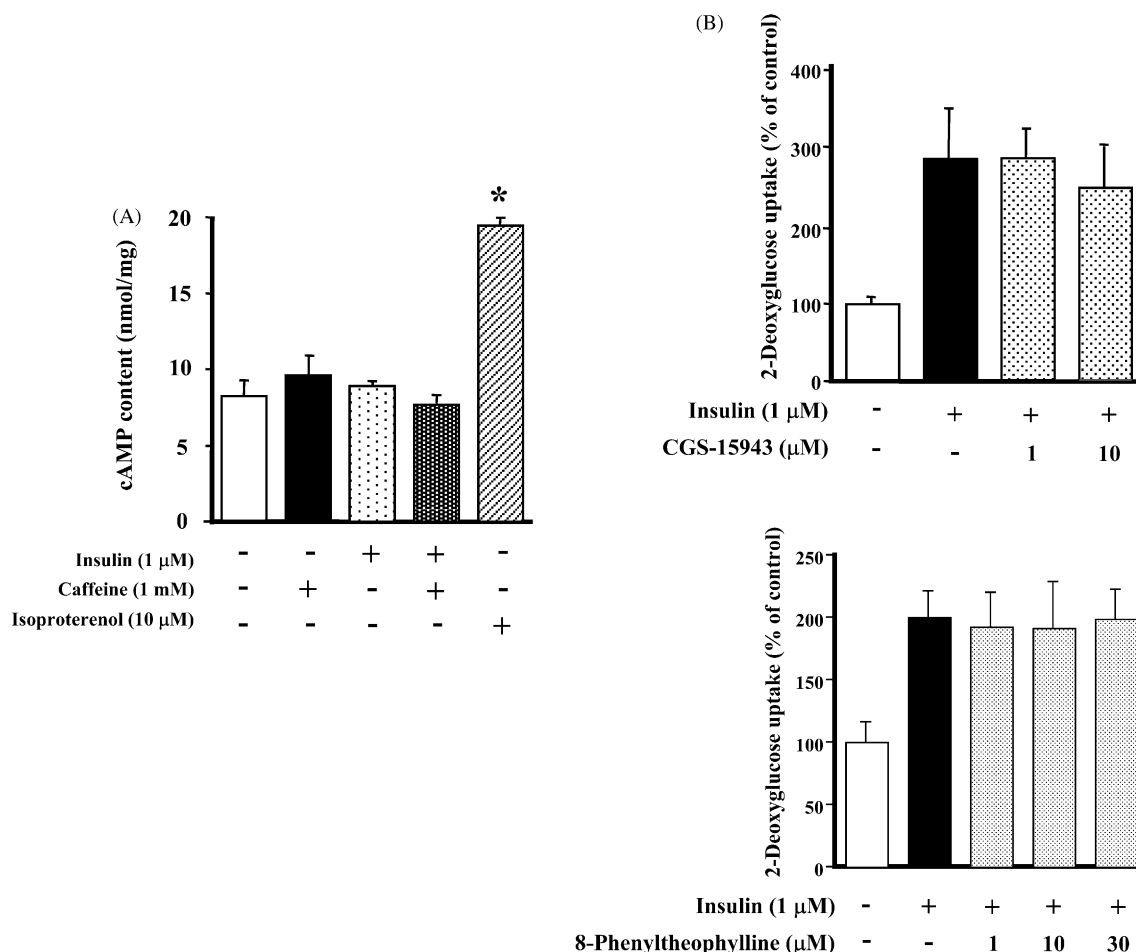 (A)
cAMP content (nmol/mg)
20
15
10
5
0
*
Insulin (1 μM) - - + + -
Caffeine (1 mM) - + - + -
Isoproterenol (10 μM) - - - - +
(B)
2-Deoxyglucose uptake (% of control)
400
300
200
100
0
Insulin (1 μM) - + + +
CGS-15943 (μM) - - 1 10
2-Deoxyglucose uptake (% of control)
250
200
150
100
50
0
Insulin (1 μM) - + + + +
8-Phenyltheophylline (μM) - - 1 10 30